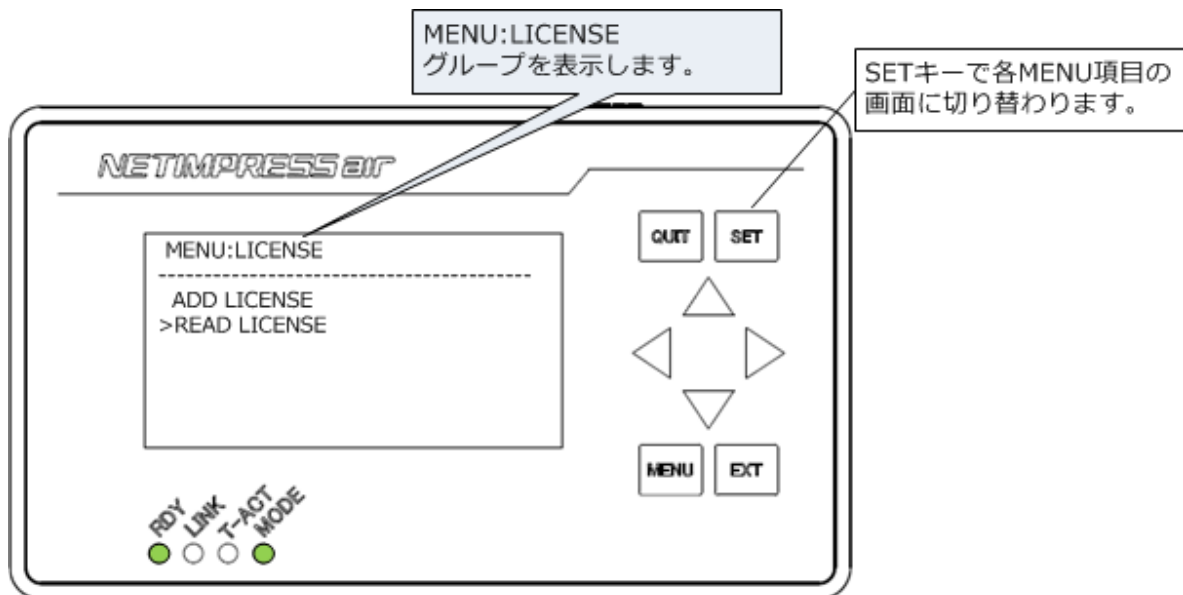 MENU:LICENSE
グループを表示します。
SETキーで各MENU項目の
画面に切り替わります。
NETIMPRESS air
MENU:LICENSE
----------------------------------------
ADD LICENSE
>READ LICENSE
QUIT
SET
MENU
EXT
RDY
LINK
T-ACT
MODE